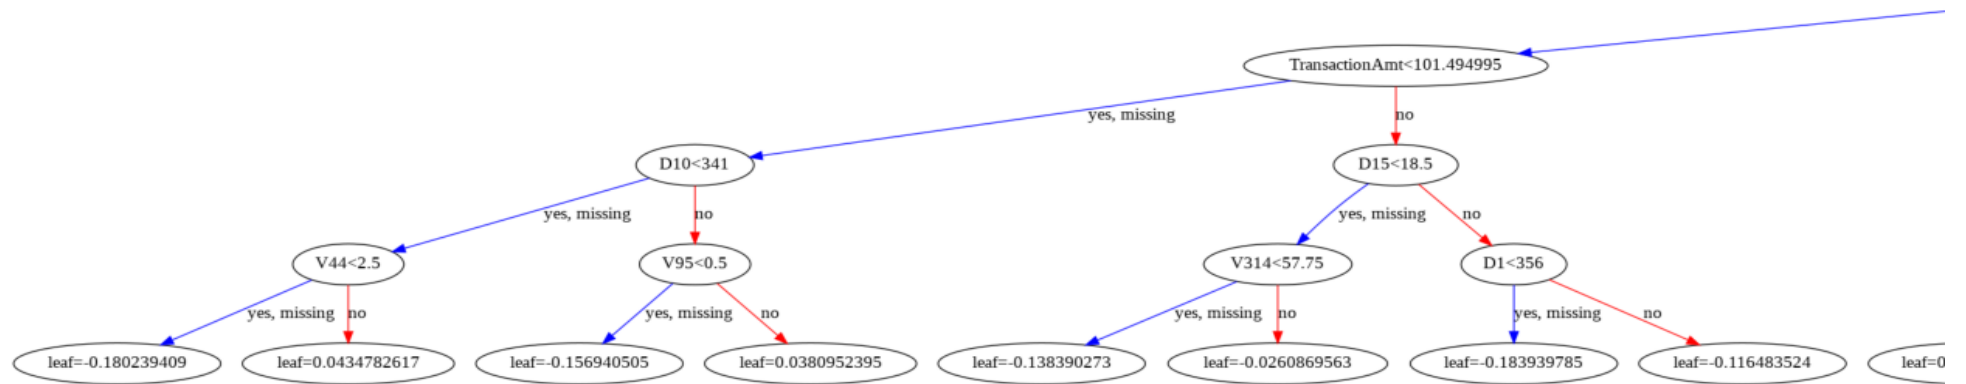 TransactionAmt<101.494995
yes, missing
no
D10<341
D15<18.5
yes, missing
no
yes, missing
no
V44<2.5
V95<0.5
V314<57.75
D1<356
yes, missing
no
yes, missing
no
yes, missing
no
yes, missing
no
leaf=-0.180239409
leaf=0.0434782617
leaf=-0.156940505
leaf=0.0380952395
leaf=-0.138390273
leaf=-0.0260869563
leaf=-0.183939785
leaf=-0.116483524
leaf=0